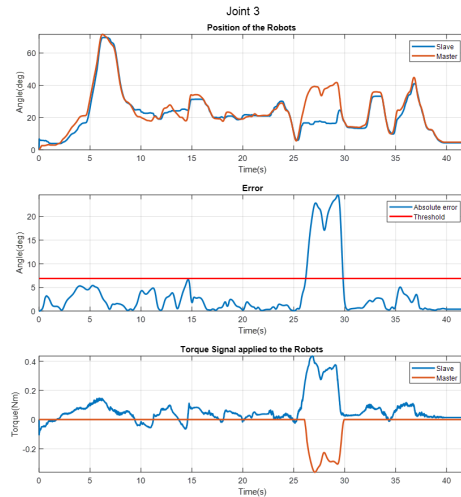 Joint 3
Position of the Robots
Angle(deg)
60
40
20
0
Slave
Master
0 5 10 15 20 25 30 35 40
Time(s)
Error
Angle(deg)
20
15
10
5
0
Absolute error
Threshold
0 5 10 15 20 25 30 35 40
Time(s)
Torque Signal applied to the Robots
Torque(Nm)
0.4
0.2
0
-0.2
Slave
Master
0 5 10 15 20 25 30 35 40
Time(s)